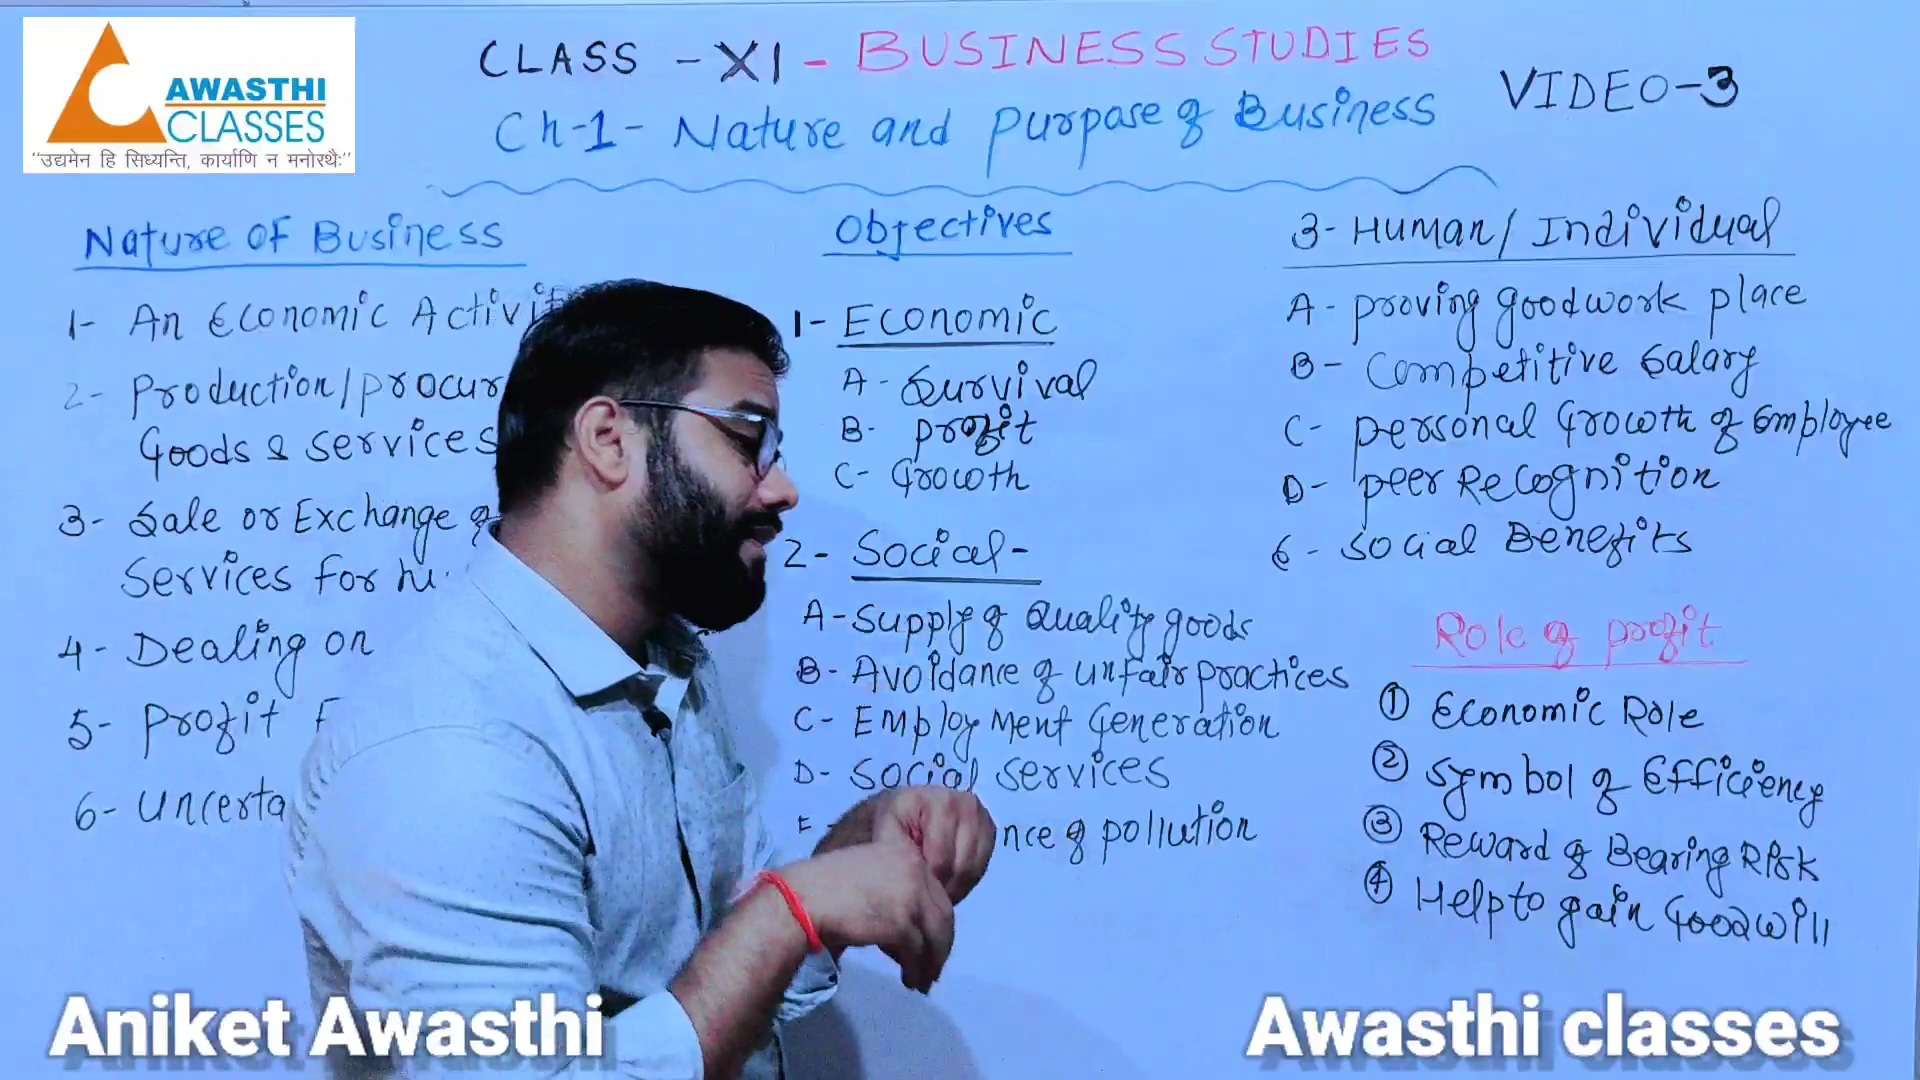 AWASTHI
CLASSES
"उद्यमेन हि सिध्यन्ति, कार्याणि न मनोरथैः"
CLASS - XI - BUSINESS STUDIES
Ch-1 - Nature and Purpose of Business
VIDEO-3
Nature of Business
1- An Economic Activi
2- Production/procur
Goods & services
3- Sale or Exchange of
Services for
4- Dealing on
5- Profit
6- Uncerta
Objectives
1- Economic
A- Survival
B- profit
C- Growth
2- Social-
A- Supply of Quality goods
B- Avoidance of unfair practices
C- Employment Generation
D- Social services
E- nce of pollution
3- Human/Individual
A- proving good work place
B- Competitive Salary
C- personal Growth of Employee
D- peer Recognition
6- Social Benefits
Role of profit
① Economic Role
② Symbol of Efficiency
③ Reward of Bearing Risk
④ Help to gain Goodwill
Aniket Awasthi
Awasthi classes